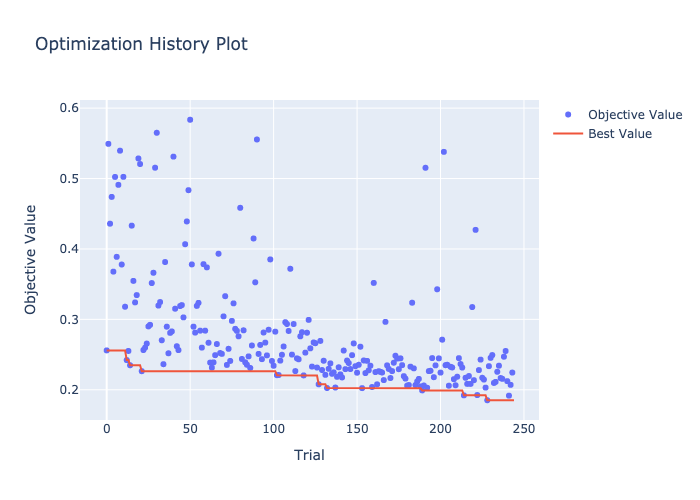 Optimization History Plot
Objective Value
Best Value
0.6
0.5
0.4
0.3
0.2
Objective Value
0
50
100
150
200
250
Trial